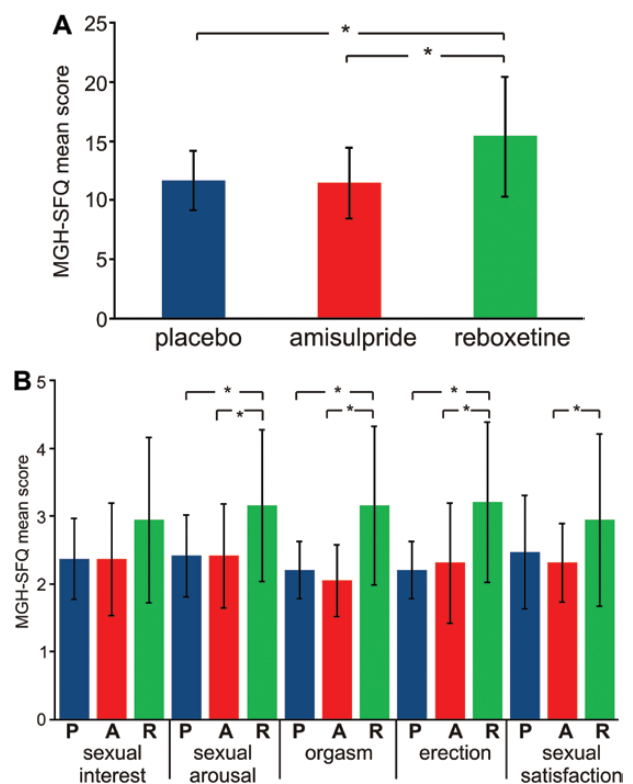 A
25
20
15
10
5
0
MGH-SFQ mean score
* 
*
placebo amisulpride reboxetine
B
5
4
3
2
1
0
MGH-SFQ mean score
* * *
* * * *
P A R P A R P A R P A R P A R
sexual sexual orgasm erection sexual
interest arousal satisfaction